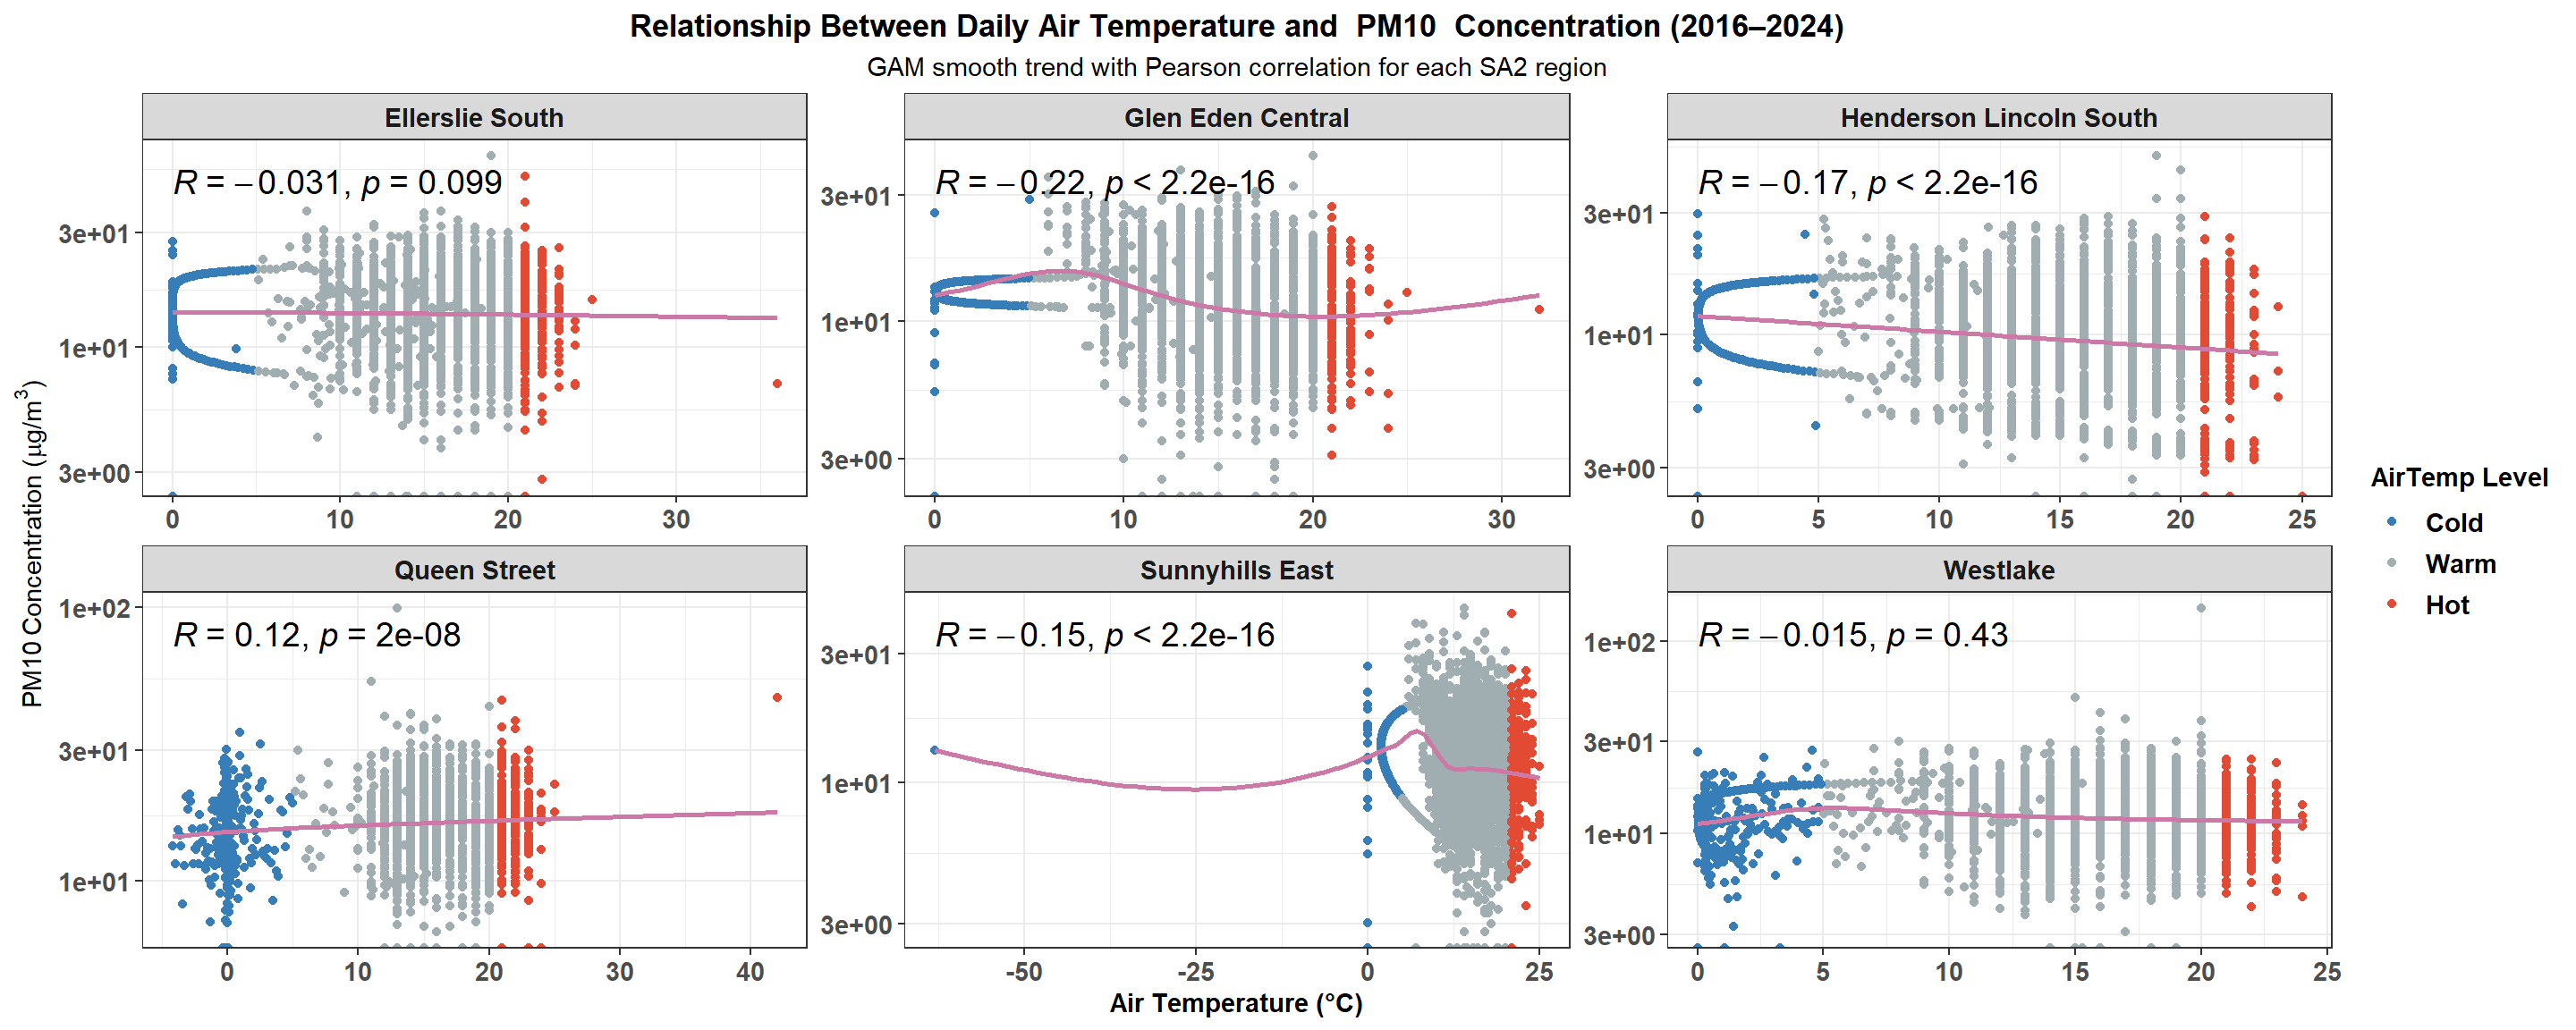 Relationship Between Daily Air Temperature and  PM10  Concentration (2016–2024)
GAM smooth trend with Pearson correlation for each SA2 region
PM10 Concentration (μg/m³)
Ellerslie South
R = −0.031, p = 0.099
3e+01
1e+01
3e+00
0 10 20 30
Glen Eden Central
R = −0.22, p < 2.2e-16
3e+01
1e+01
3e+00
0 10 20 30
Henderson Lincoln South
R = −0.17, p < 2.2e-16
3e+01
1e+01
3e+00
0 5 10 15 20 25
Queen Street
R = 0.12, p = 2e-08
1e+02
3e+01
1e+01
0 10 20 30 40
Sunnyhills East
R = −0.15, p < 2.2e-16
3e+01
1e+01
3e+00
-50 -25 0 25
Westlake
R = −0.015, p = 0.43
1e+02
3e+01
1e+01
3e+00
0 5 10 15 20 25
Air Temperature (°C)
AirTemp Level
Cold
Warm
Hot